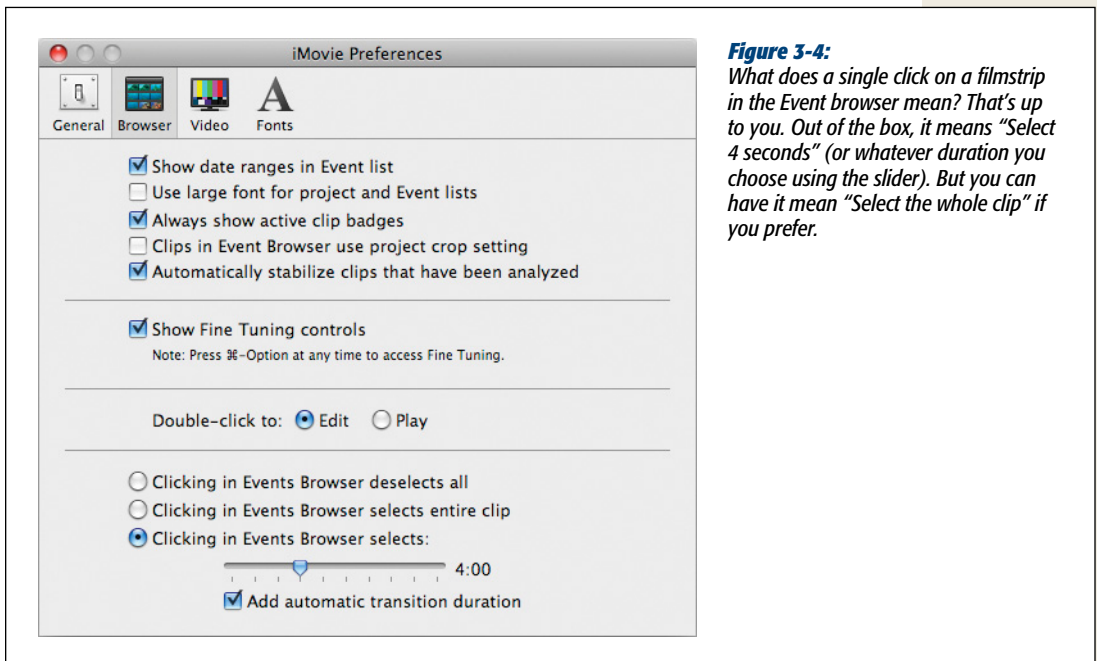 iMovie Preferences
General Browser Video Fonts
Show date ranges in Event list
Use large font for project and Event lists
Always show active clip badges
Clips in Event Browser use project crop setting
Automatically stabilize clips that have been analyzed
Show Fine Tuning controls
Note: Press ⌘-Option at any time to access Fine Tuning.
Double-click to: Edit Play
Clicking in Events Browser deselects all
Clicking in Events Browser selects entire clip
Clicking in Events Browser selects:
4:00
Add automatic transition duration
Figure 3-4:
What does a single click on a filmstrip
in the Event browser mean? That’s up
to you. Out of the box, it means “Select
4 seconds” (or whatever duration you
choose using the slider). But you can
have it mean “Select the whole clip” if
you prefer.